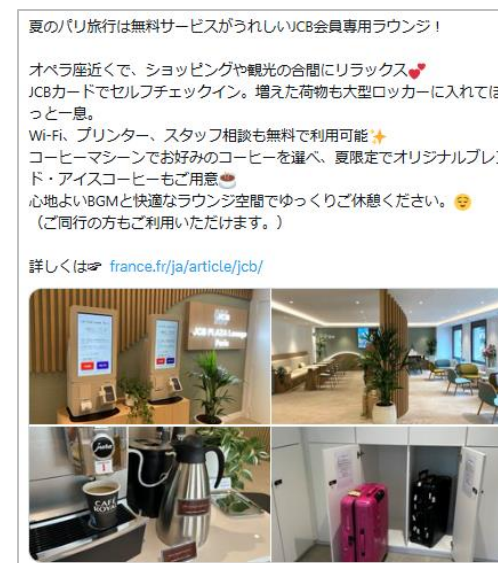 夏のパリ旅行は無料サービスがうれしいJCB会員専用ラウンジ！
オペラ座近くで、ショッピングや観光の合間にリラックス💕
JCBカードでセルフチェックイン。増えた荷物も大型ロッカーに入れてほ
っと一息。
Wi-Fi、プリンター、スタッフ相談も無料で利用可能✨
コーヒーマシーンでお好みのコーヒーを選べ、夏限定でオリジナルブレン
ド・アイスコーヒーもご用意☕
心地よいBGMと快適なラウンジ空間でゆっくりご休憩ください。😌
（ご同行の方もご利用いただけます。）
詳しくは☞ france.fr/ja/article/jcb/
JCB
JCB PLAZA Lounge
Paris
jura
CAFÉ
ROYAL